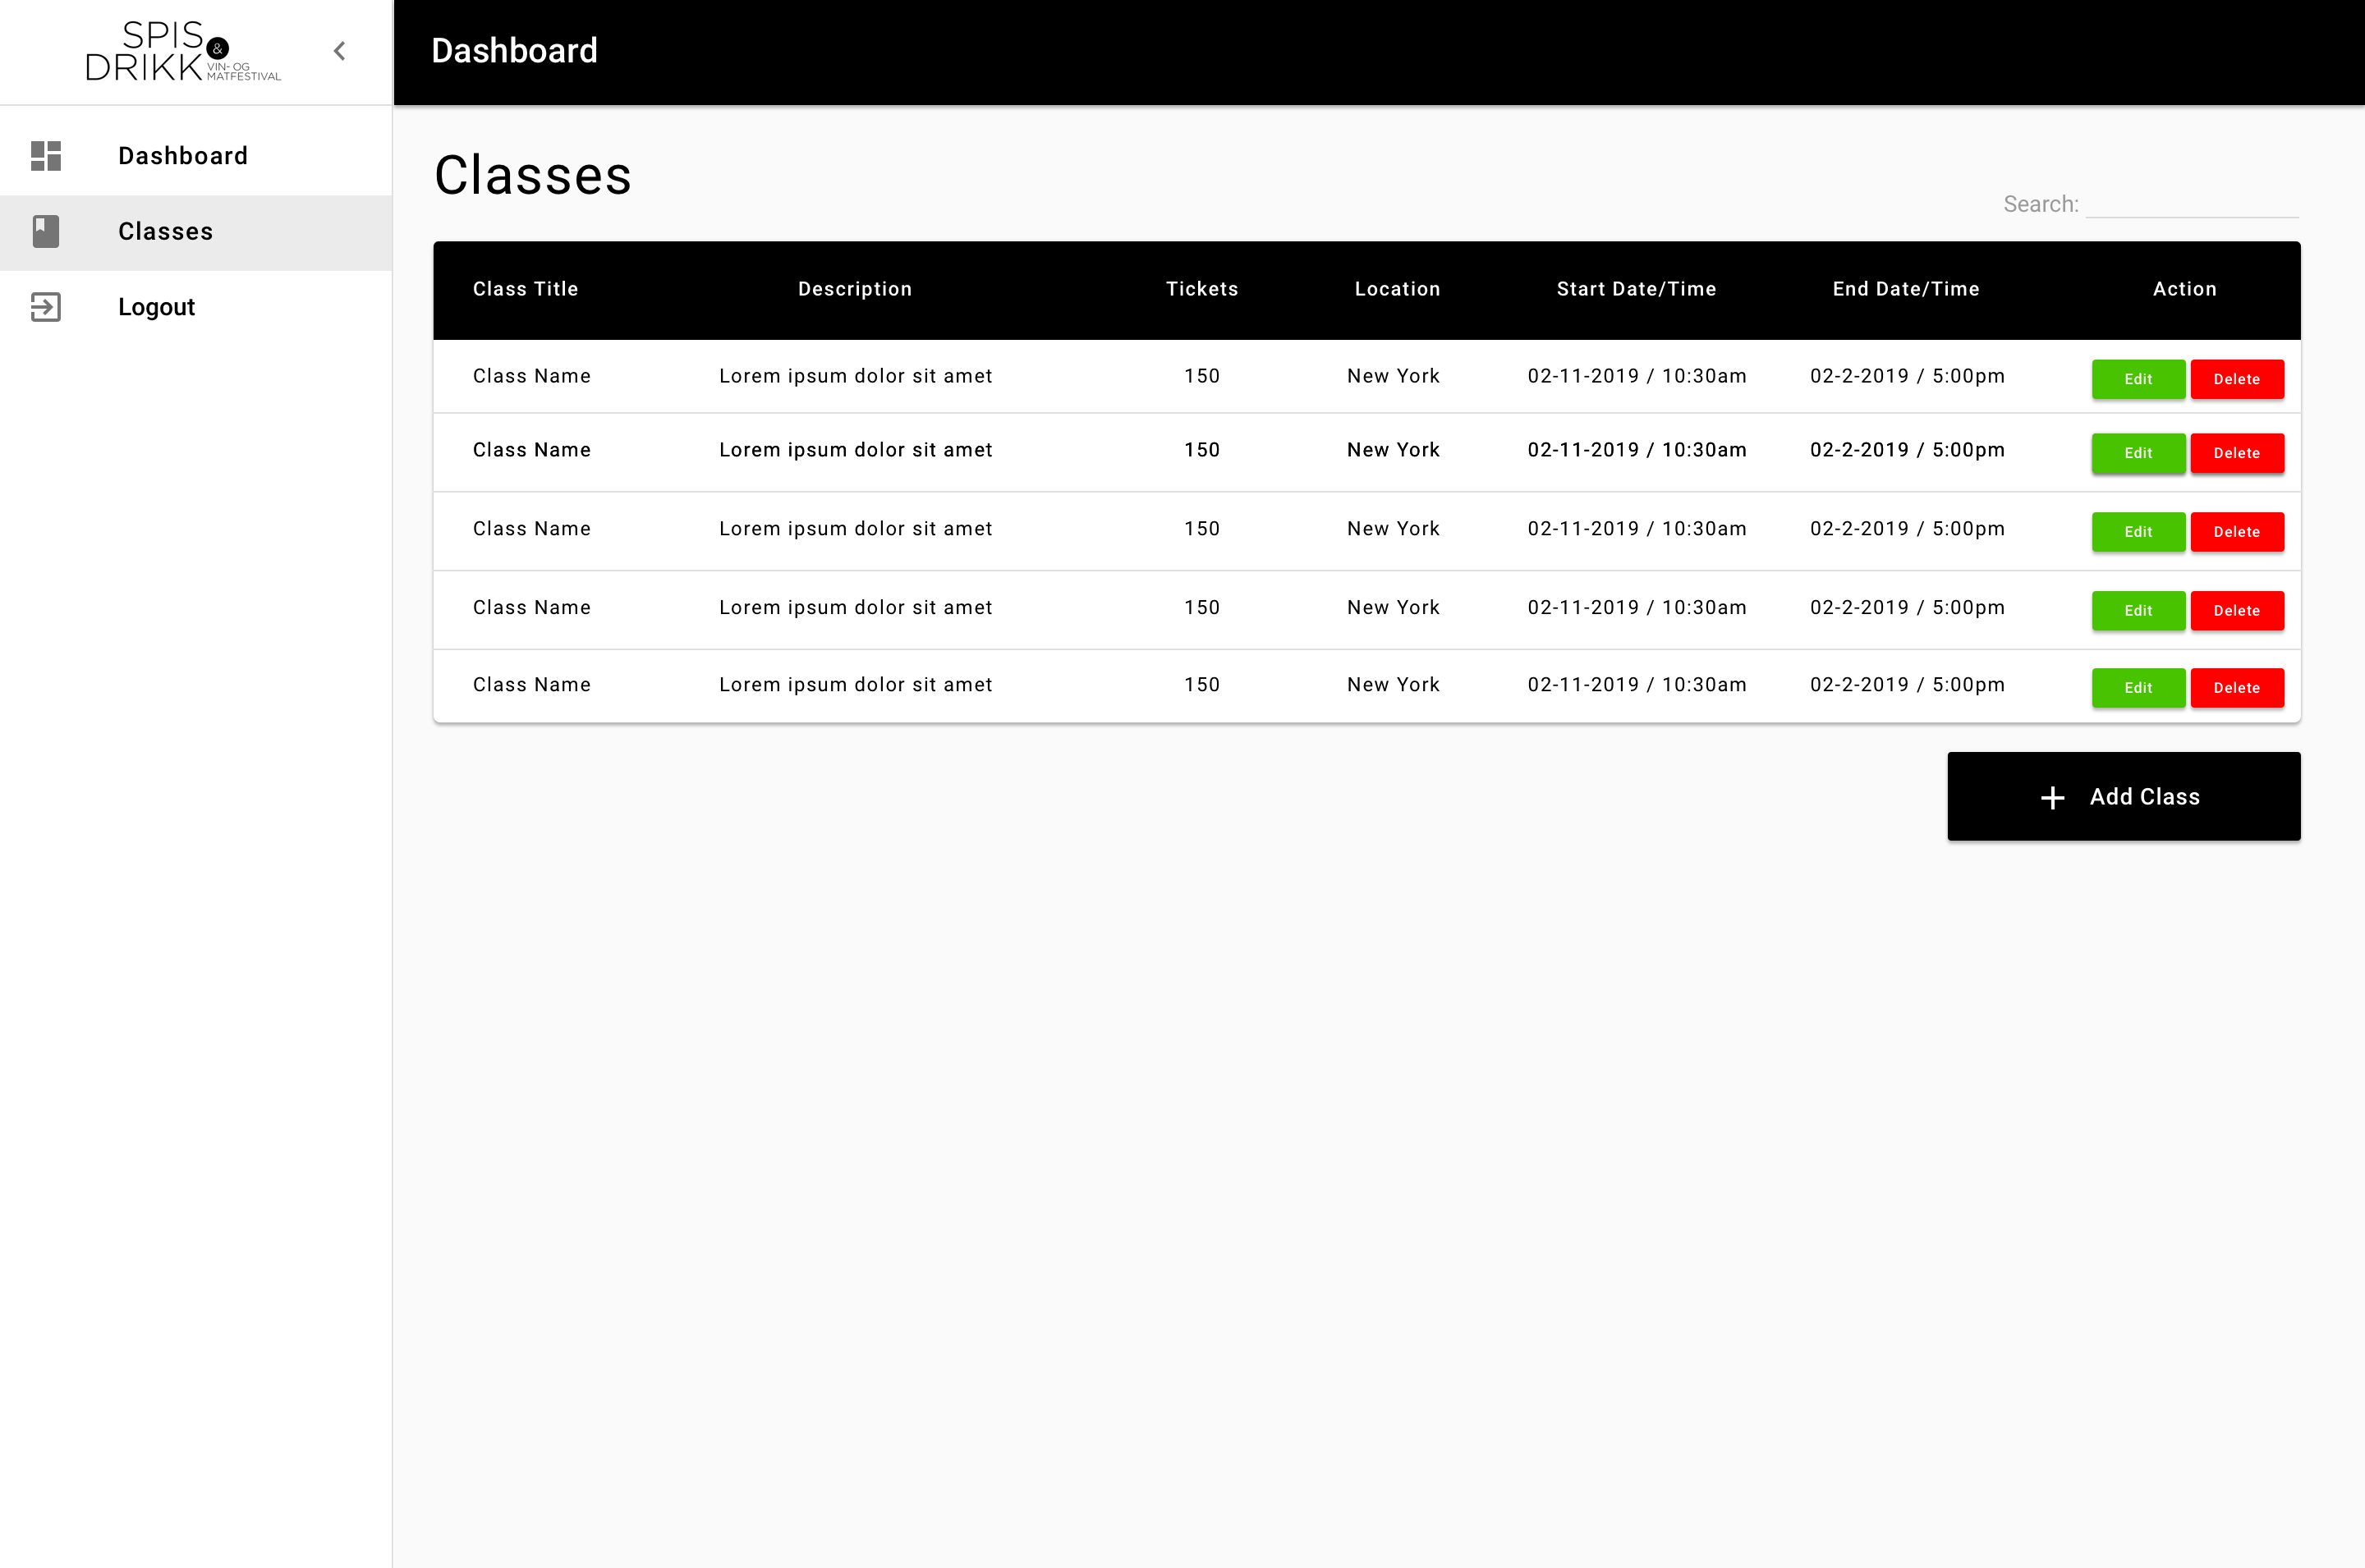 SPIS
&
DRIKK
VIN- OG
MATFESTIVAL
Dashboard
Dashboard
Classes
Logout
Classes
Search:
Class Title Description Tickets Location Start Date/Time End Date/Time Action
Class Name Lorem ipsum dolor sit amet 150 New York 02-11-2019 / 10:30am 02-2-2019 / 5:00pm Edit Delete
Class Name Lorem ipsum dolor sit amet 150 New York 02-11-2019 / 10:30am 02-2-2019 / 5:00pm Edit Delete
Class Name Lorem ipsum dolor sit amet 150 New York 02-11-2019 / 10:30am 02-2-2019 / 5:00pm Edit Delete
Class Name Lorem ipsum dolor sit amet 150 New York 02-11-2019 / 10:30am 02-2-2019 / 5:00pm Edit Delete
Class Name Lorem ipsum dolor sit amet 150 New York 02-11-2019 / 10:30am 02-2-2019 / 5:00pm Edit Delete
+ Add Class